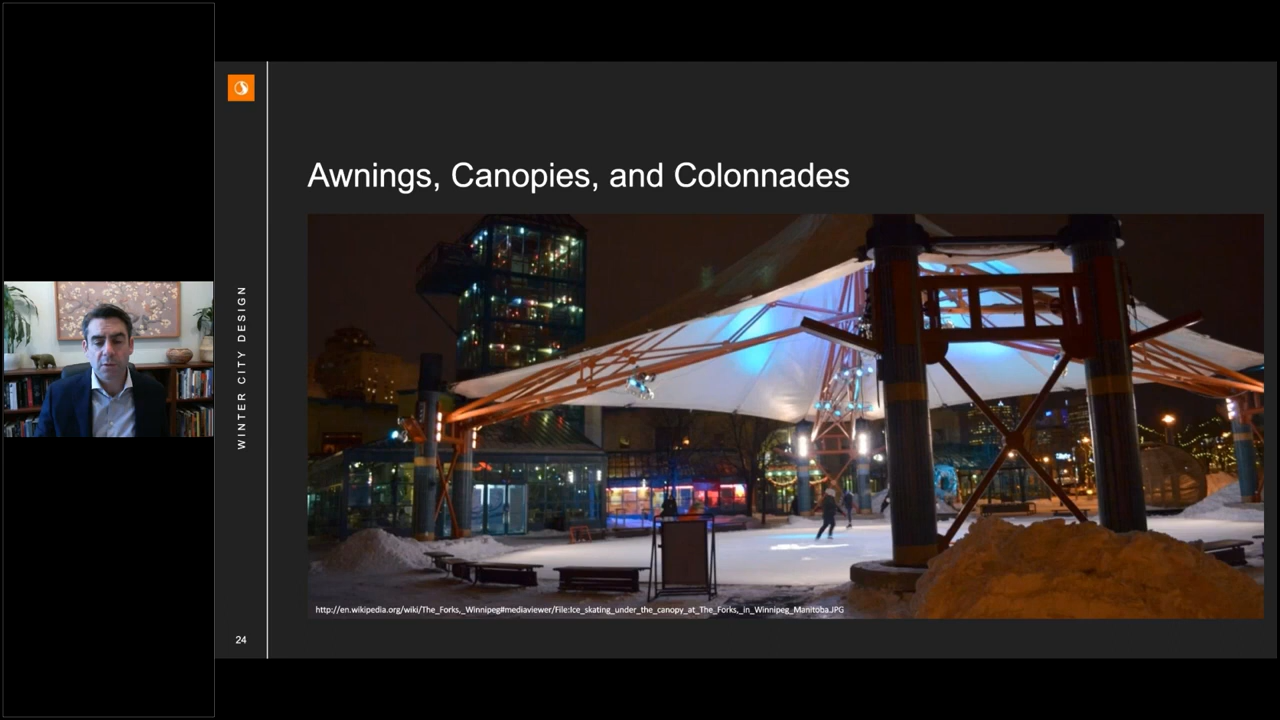 Awnings, Canopies, and Colonnades
WINTER CITY DESIGN
http://en.wikipedia.org/wiki/The_Forks,_Winnipeg#mediaviewer/File:Ice_skating_under_the_canopy_at_The_Forks,_in_Winnipeg_Manitoba.JPG
24